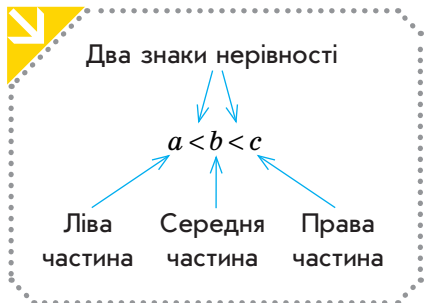 Два знаки нерівності
a < b < c
Ліва Середня Права
частина частина частина